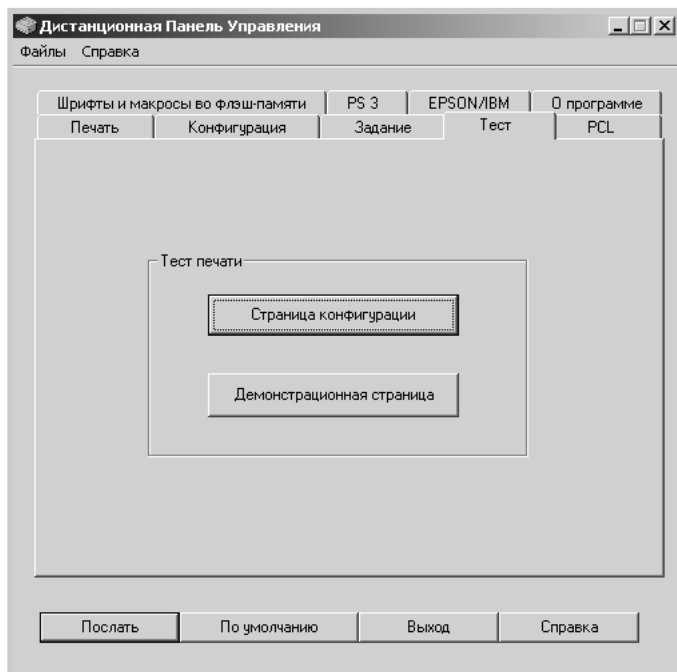 Дистанционная Панель Управления
Файлы Справка
Шрифты и макросы во флэш-памяти PS 3 EPSON/IBM О программе
Печать Конфигурация Задание Тест PCL
Тест печати
Страница конфигурации
Демонстрационная страница
Послать По умолчанию Выход Справка